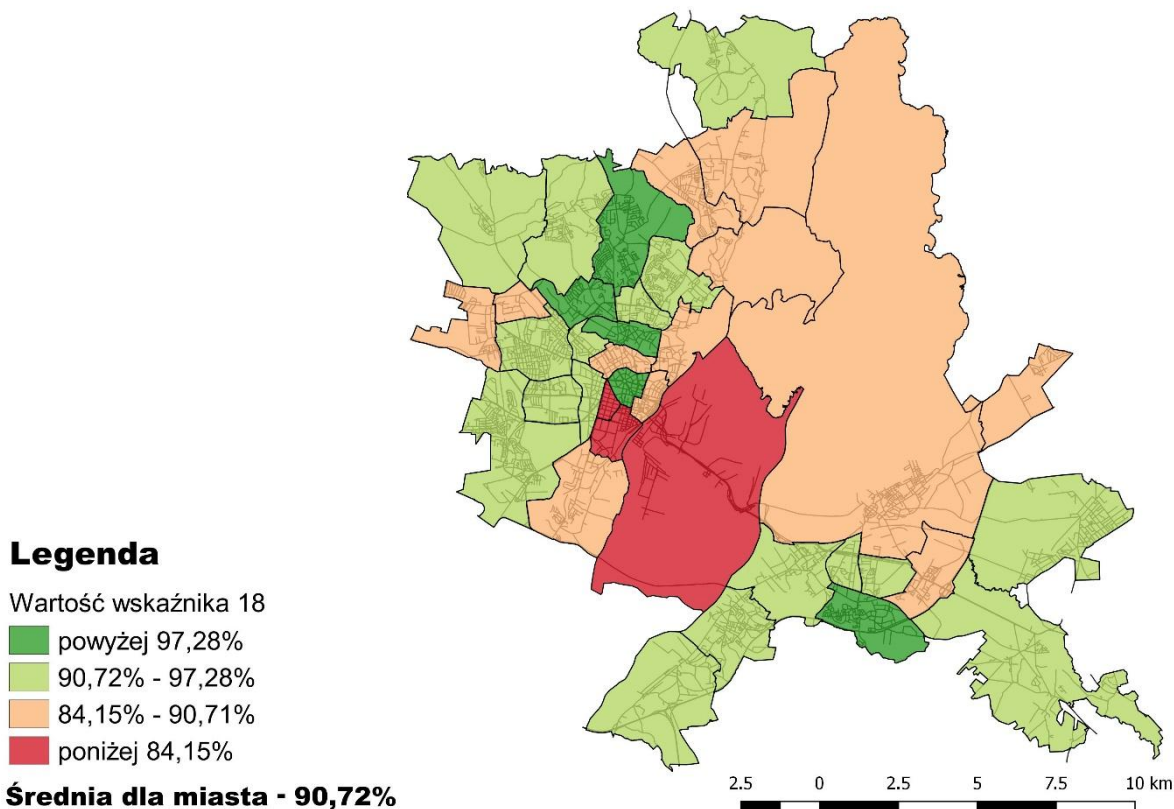 Legenda
Wartość wskaźnika 18
powyżej 97,28%
90,72% - 97,28%
84,15% - 90,71%
poniżej 84,15%
Średnia dla miasta - 90,72%
2.5 0 2.5 5 7.5 10 km